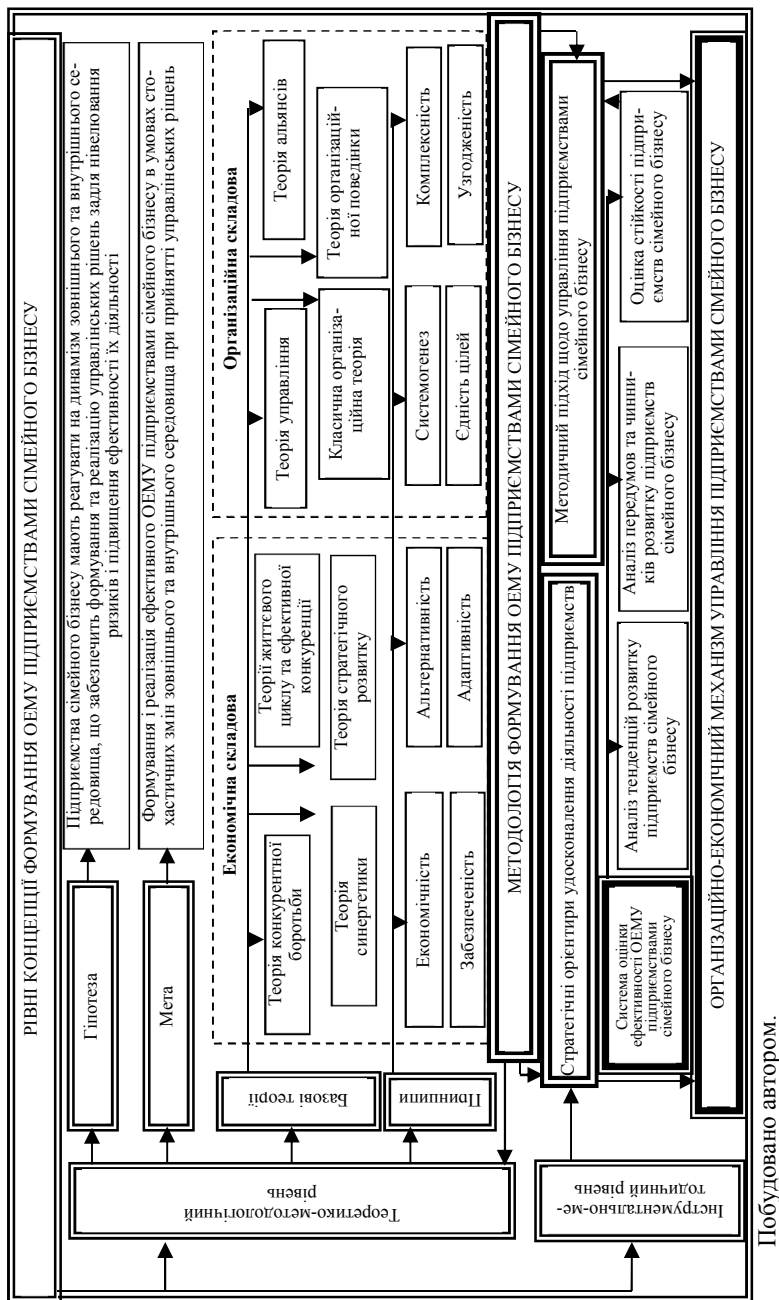 РІВНІ КОНЦЕПЦІЇ ФОРМУВАННЯ ОЕМУ ПІДПРИЄМСТВАМИ СІМЕЙНОГО БІЗНЕСУ
Теоретико-методологічний
рівень
Гіпотеза
Підприємства сімейного бізнесу мають реагувати на динамізм зовнішнього та внутрішнього се-
редовища, що забезпечить формування та реалізацію управлінських рішень задля нівелювання
ризиків і підвищення ефективності їх діяльності
Мета
Формування і реалізація ефективного ОЕМУ підприємствами сімейного бізнесу в умовах сто-
хастичних змін зовнішнього та внутрішнього середовища при прийнятті управлінських рішень
Базові теорії
Економічна складова
Теорія конкурентної
боротьби
Теорії життєвого
циклу та ефективної
конкуренції
Теорія
синергетики
Теорія стратегічного
розвитку
Організаційна складова
Теорія управління
Теорія альянсів
Класична організа-
ційна теорія
Теорія організацій-
ної поведінки
Принципи
Економічність
Альтернативність
Забезпеченість
Адаптивність
Системогенез
Комплексність
Єдність цілей
Узгодженість
МЕТОДОЛОГІЯ ФОРМУВАННЯ ОЕМУ ПІДПРИЄМСТВАМИ СІМЕЙНОГО БІЗНЕСУ
Інструментально-ме-
тодичний рівень
Стратегічні орієнтири удосконалення діяльності підприємств
Методичний підхід щодо управління підприємствами
сімейного бізнесу
Система оцінки
ефективності ОЕМУ
підприємствами
сімейного бізнесу
Аналіз тенденцій розвитку
підприємств сімейного
бізнесу
Аналіз передумов та чинни-
ків розвитку підприємств
сімейного бізнесу
Оцінка стійкості підпри-
ємств сімейного бізнесу
ОРГАНІЗАЦІЙНО-ЕКОНОМІЧНИЙ МЕХАНІЗМ УПРАВЛІННЯ ПІДПРИЄМСТВАМИ СІМЕЙНОГО БІЗНЕСУ
Побудовано автором.